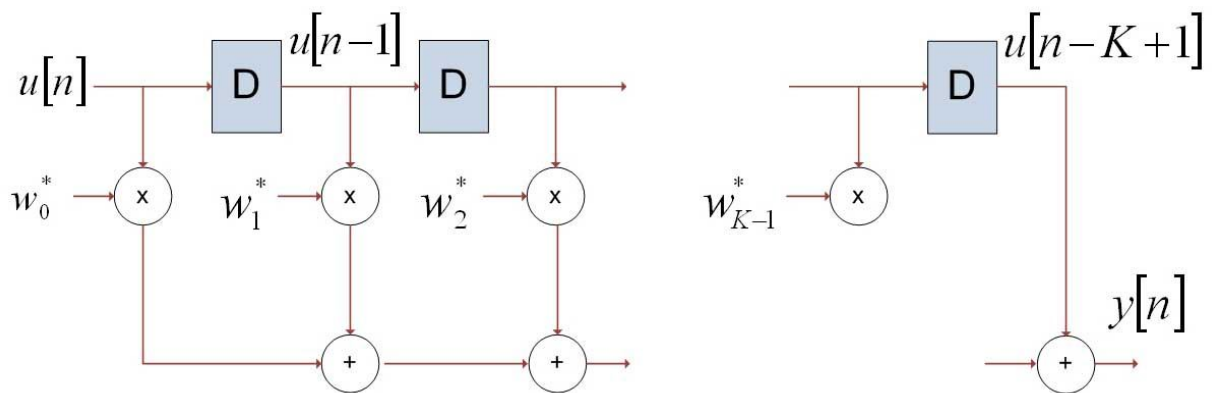 u[n]
D
u[n−1]
D
u[n−K+1]
D
w₀*
x
w₁*
x
w₂*
x
w*_{K−1}
x
+
+
+
y[n]